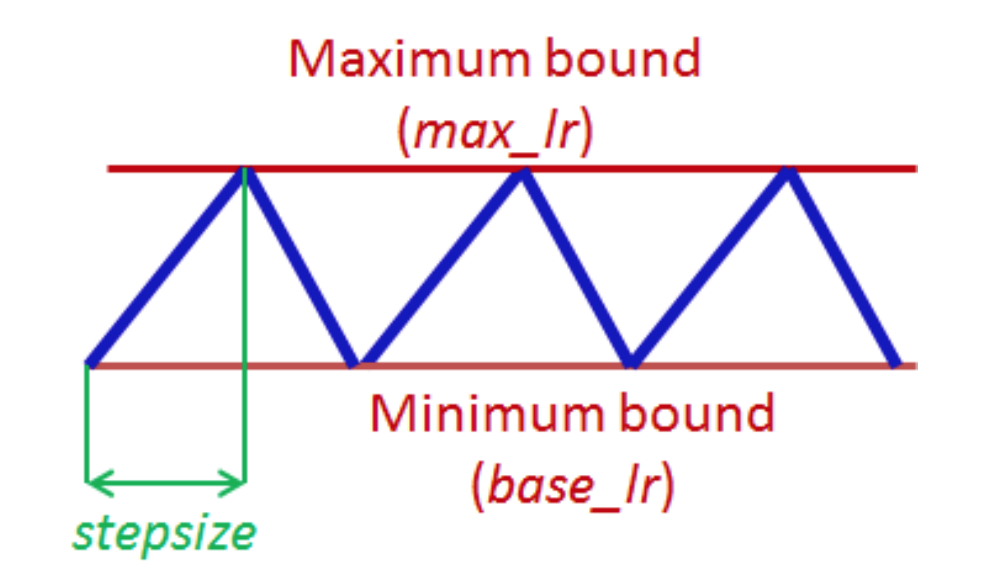 Maximum bound
(max_lr)
Minimum bound
(base_lr)
stepsize